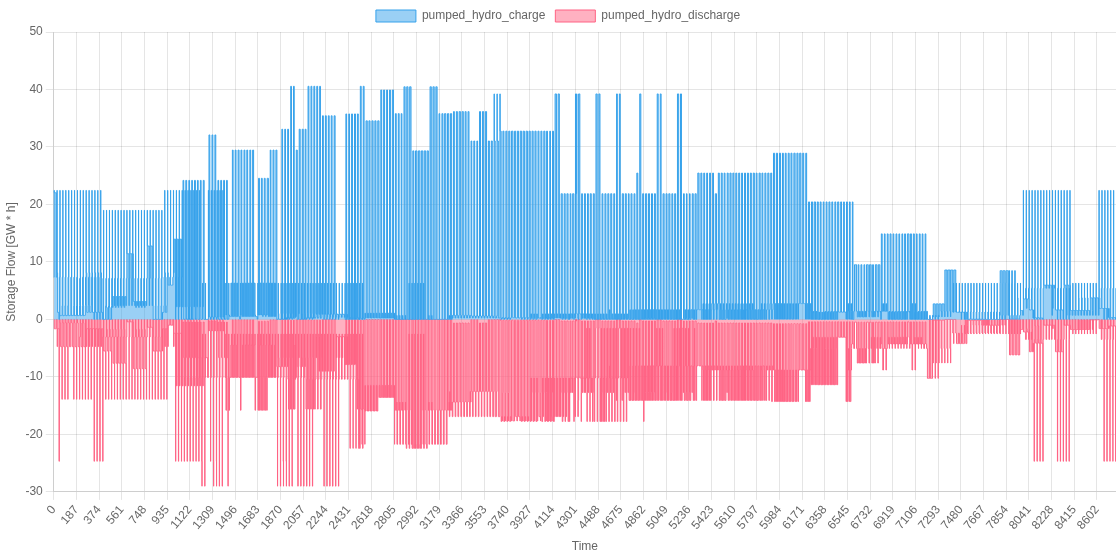 pumped_hydro_charge pumped_hydro_discharge
50
40
30
20
10
0
-10
-20
-30
Storage Flow [GW * h]
0 187 374 561 748 935 1122 1309 1496 1683 1870 2057 2244 2431 2618 2805 2992 3179 3366 3553 3740 3927 4114 4301 4488 4675 4862 5049 5236 5423 5610 5797 5984 6171 6358 6545 6732 6919 7106 7293 7480 7667 7854 8041 8228 8415 8602
Time